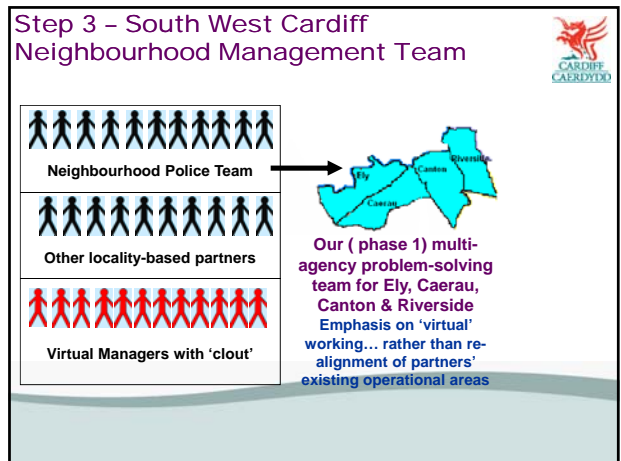 Step 3 – South West Cardiff
Neighbourhood Management Team
CARDIFF
CAERDYDD
Neighbourhood Police Team
Other locality-based partners
Virtual Managers with ‘clout’
Ely
Caerau
Canton
Riverside
Our ( phase 1) multi-
agency problem-solving
team for Ely, Caerau,
Canton & Riverside
Emphasis on ‘virtual’
working… rather than re-
alignment of partners’
existing operational areas